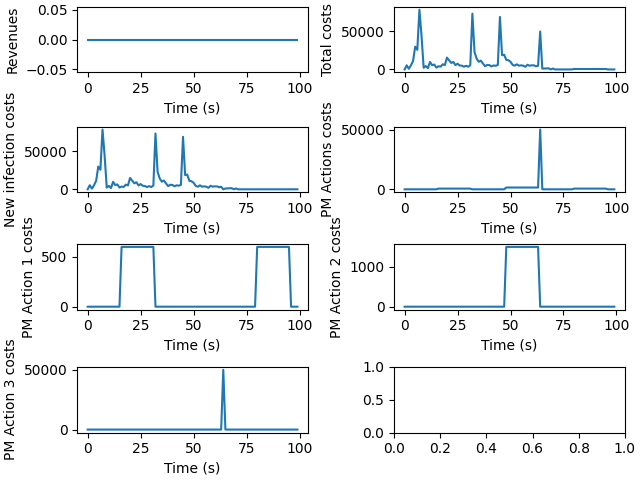 Revenues
0.05
0.00
−0.05
0 25 50 75 100
Time (s)
Total costs
50000
0
0 25 50 75 100
Time (s)
New infection costs
50000
0
0 25 50 75 100
Time (s)
PM Actions costs
50000
0
0 25 50 75 100
Time (s)
PM Action 1 costs
500
0
0 25 50 75 100
Time (s)
PM Action 2 costs
1000
0
0 25 50 75 100
Time (s)
PM Action 3 costs
50000
0
0 25 50 75 100
Time (s)
1.0
0.5
0.0
0.0 0.2 0.4 0.6 0.8 1.0